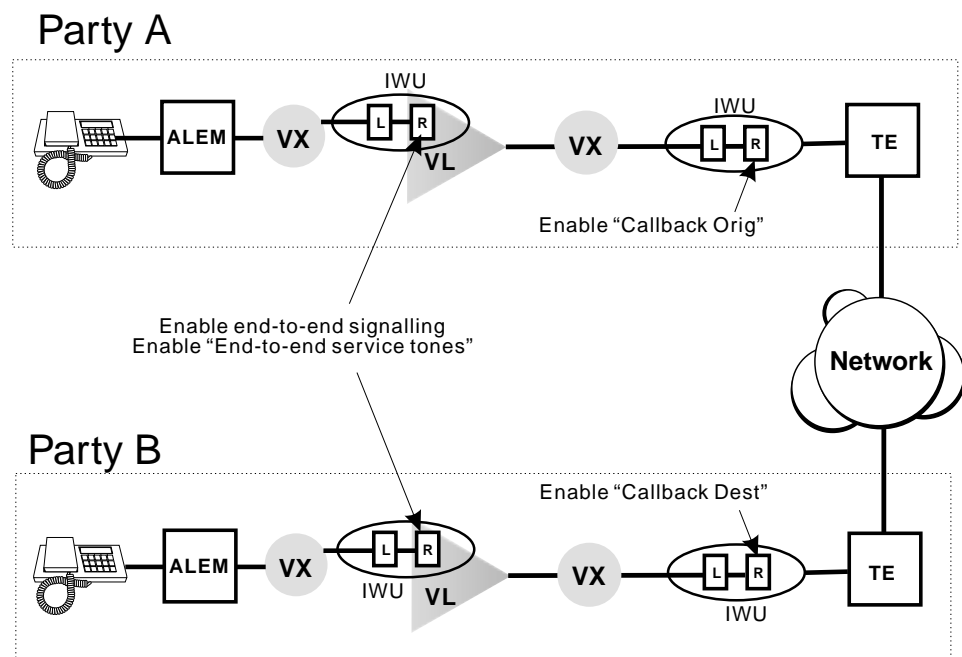 Party A
IWU
IWU
ALEM
VX
L
R
VL
VX
L
R
TE
Enable “Callback Orig”
Enable end-to-end signalling
Enable “End-to-end service tones”
Network
Party B
Enable “Callback Dest”
ALEM
VX
L
R
IWU
VL
VX
L
R
IWU
TE